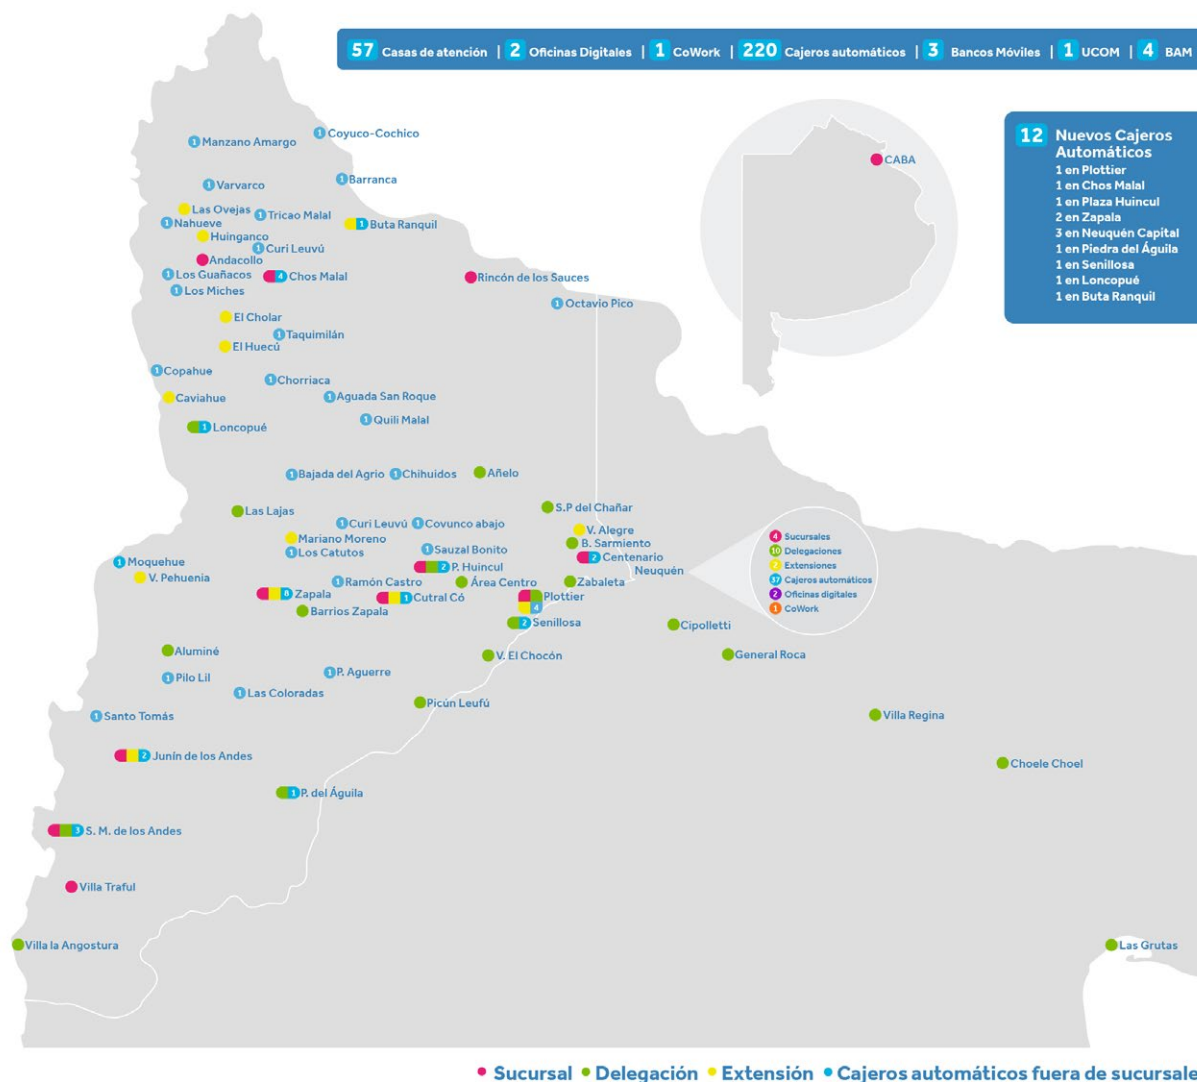 57 Casas de atención | 2 Oficinas Digitales | 1 CoWork | 220 Cajeros automáticos | 3 Bancos Móviles | 1 UCOM | 4 BAM
12 Nuevos Cajeros
Automáticos
1 en Plottier
1 en Chos Malal
1 en Plaza Huincul
2 en Zapala
3 en Neuquén Capital
1 en Piedra del Águila
1 en Senillosa
1 en Loncopué
1 en Buta Ranquil
CABA
1 Coyuco-Cochico
1 Manzano Amargo
1 Barranca
1 Varvarco
Las Ovejas
1 Tricao Malal
1 Nahueve
1 Buta Ranquil
Huinganco
1 Curi Leuvú
Andacollo
1 Los Guañacos
4 Chos Malal
Rincón de los Sauces
1 Los Miches
1 Octavio Pico
El Cholar
1 Taquimilán
El Huecú
1 Copahue
1 Chorriaca
Caviahue
1 Aguada San Roque
1 Quili Malal
1 Loncopué
1 Bajada del Agrio
1 Chihuidos
Añelo
Las Lajas
S.P del Chañar
1 Curi Leuvú
1 Covunco abajo
V. Alegre
Mariano Moreno
B. Sarmiento
1 Los Catutos
1 Sauzal Bonito
2 Centenario
1 Moquehue
2 P. Huincul
Neuquén
V. Pehuenia
1 Ramón Castro
Área Centro
Zabaleta
8 Zapala
1 Cutral Có
Plottier
4
Barrios Zapala
2 Senillosa
4 Sucursales
10 Delegaciones
2 Extensiones
37 Cajeros automáticos
2 Oficinas digitales
1 CoWork
Cipolletti
Aluminé
V. El Chocón
General Roca
1 Pilo Lil
1 P. Aguerre
1 Las Coloradas
Picún Leufú
1 Santo Tomás
Villa Regina
2 Junín de los Andes
Choele Choel
1 P. del Águila
3 S. M. de los Andes
Villa Traful
Villa la Angostura
Las Grutas
Sucursal Delegación Extensión Cajeros automáticos fuera de sucursale